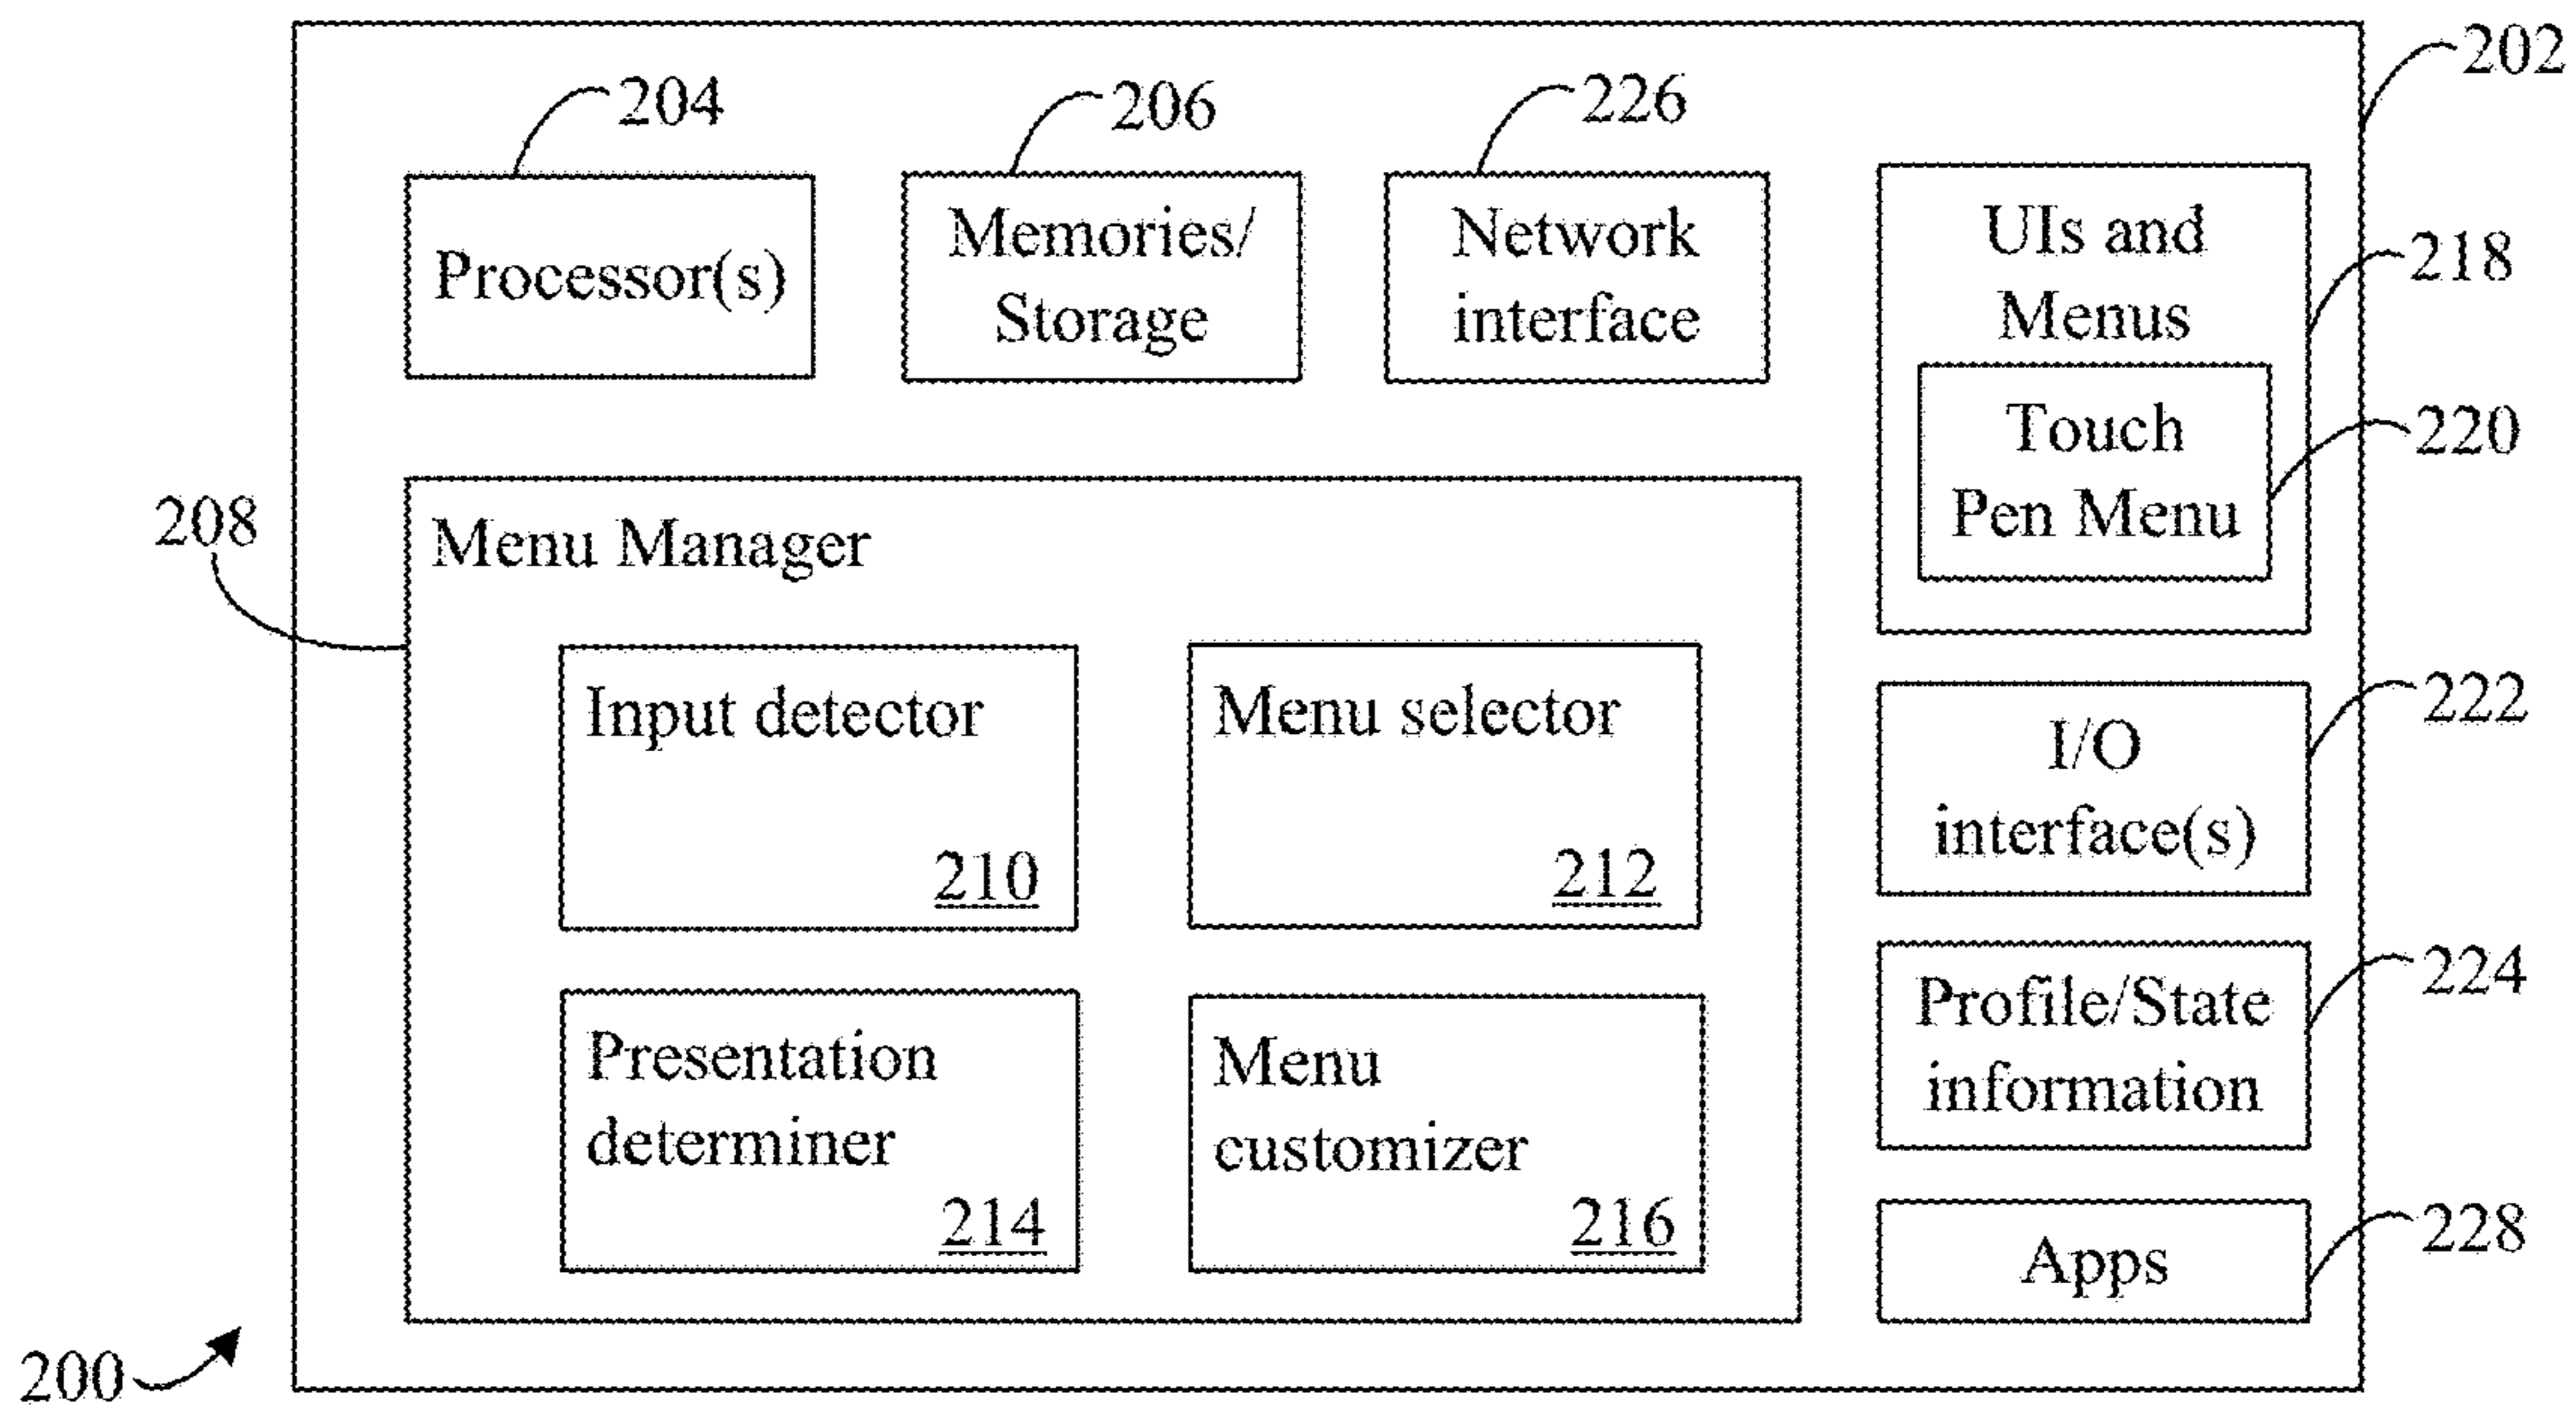 202
204
206
226
Processor(s)
Memories/
Storage
Network
interface
UIs and
Menus
218
Touch
Pen Menu
220
208
Menu Manager
Input detector
210
Menu selector
212
I/O
interface(s)
222
Presentation
determiner
214
Menu
customizer
216
Profile/State
information
224
Apps
228
200